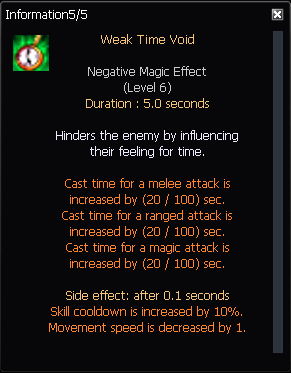 Information5/5
Weak Time Void
Negative Magic Effect
(Level 6)
Duration : 5.0 seconds
Hinders the enemy by influencing
their feeling for time.
Cast time for a melee attack is
increased by (20 / 100) sec.
Cast time for a ranged attack is
increased by (20 / 100) sec.
Cast time for a magic attack is
increased by (20 / 100) sec.
Side effect: after 0.1 seconds
Skill cooldown is increased by 10%.
Movement speed is decreased by 1.